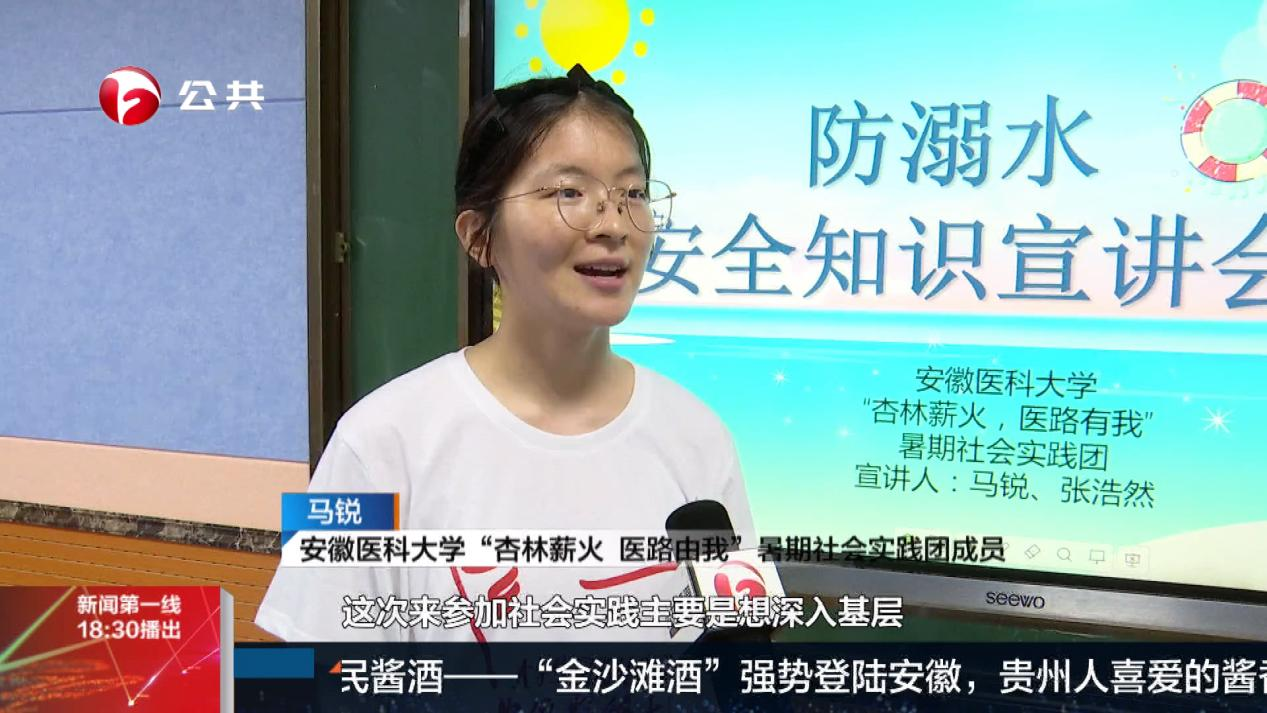 公共
防溺水
安全知识宣讲会
安徽医科大学
“杏林薪火，医路有我”
暑期社会实践团
宣讲人：马锐、张浩然
马锐
安徽医科大学“杏林薪火 医路由我”暑期社会实践团成员
seewo
这次来参加社会实践主要是想深入基层
新闻第一线
18:30播出
民酱酒——“金沙滩酒”强势登陆安徽，贵州人喜爱的酱香